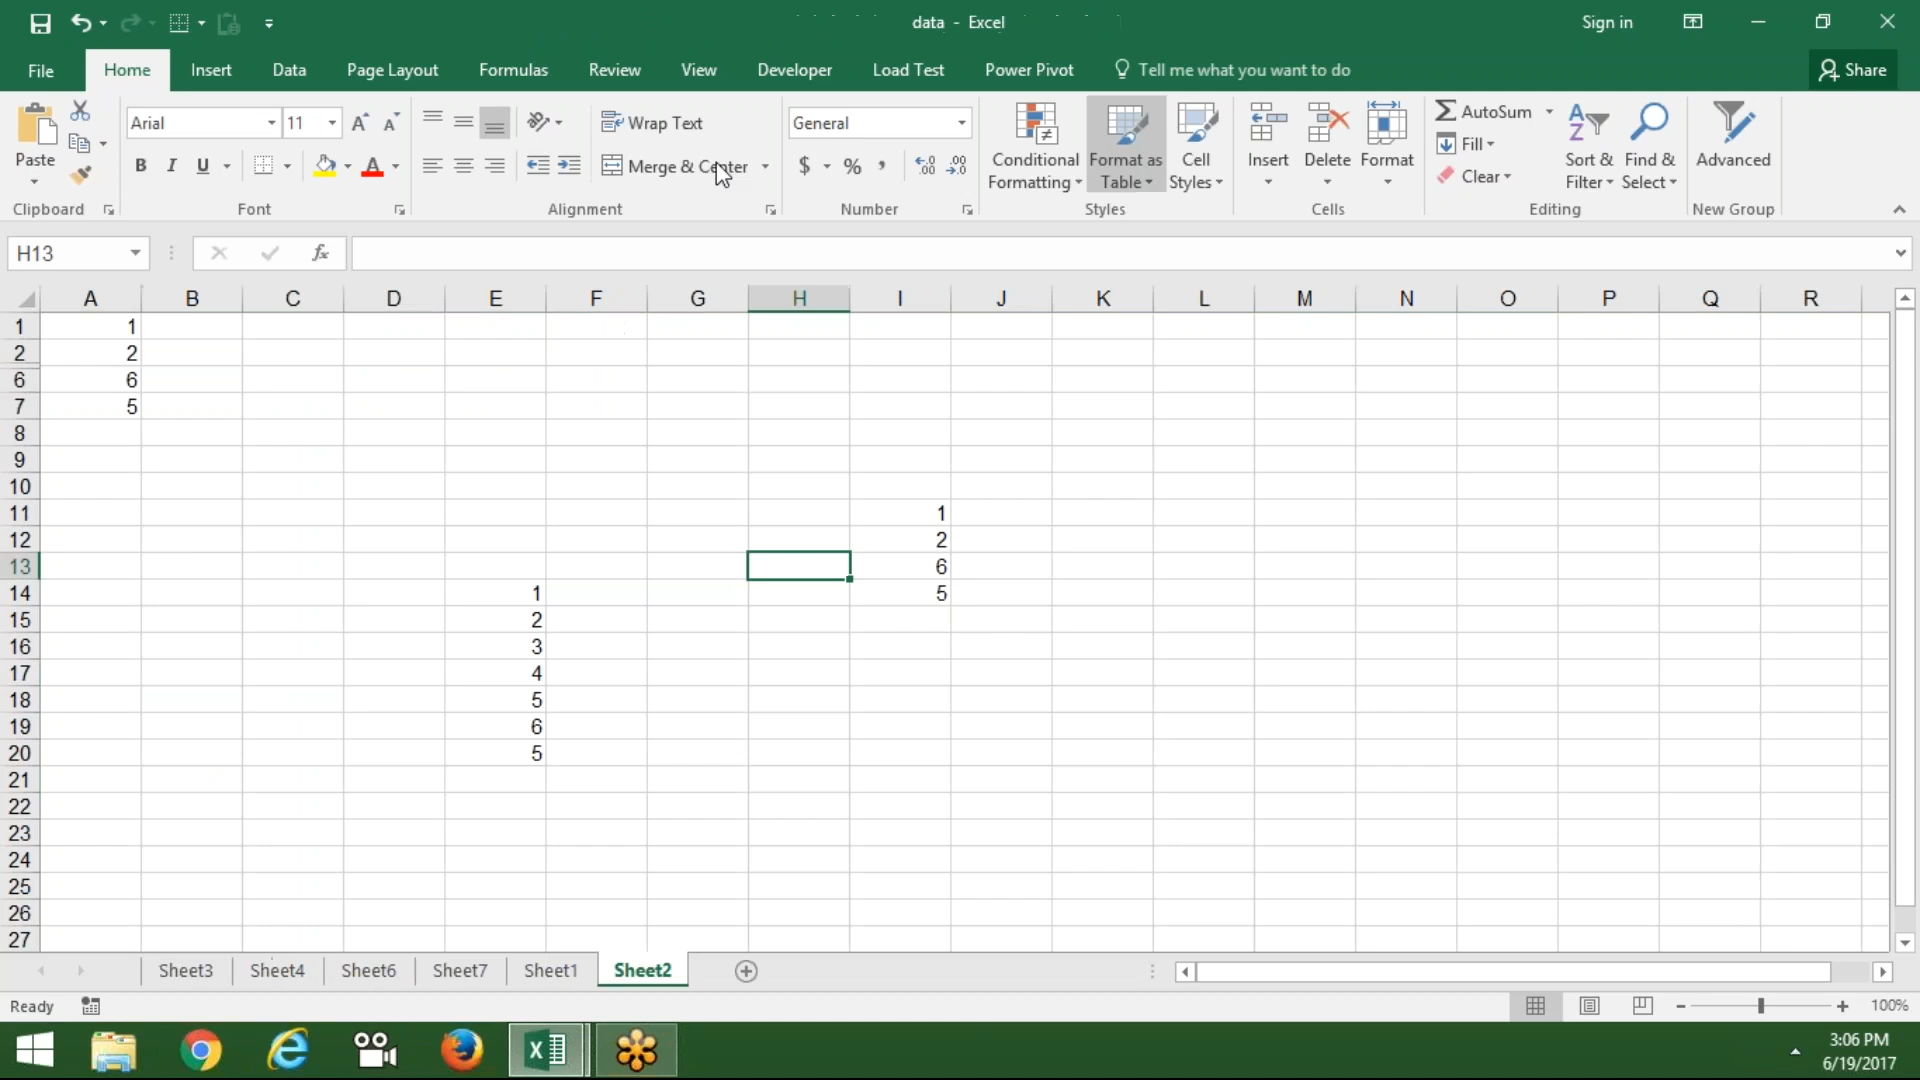 data - Excel
Sign in
File Home Insert Data Page Layout Formulas Review View Developer Load Test Power Pivot Tell me what you want to do Share
Paste
Clipboard
Arial 11
B I U
Font
Wrap Text
Merge & Center
Alignment
General
$ % ,
Number
Conditional Formatting
Format as Table
Cell Styles
Styles
Insert Delete Format
Cells
AutoSum
Fill
Clear
Sort & Filter
Find & Select
Editing
Advanced
New Group
H13 fx
A B C D E F G H I J K L M N O P Q R
1 1
2 2
6 6
7 5
8
9
10
11 1
12 2
13 6
14 1 5
15 2
16 3
17 4
18 5
19 6
20 5
21
22
23
24
25
26
27
Sheet3 Sheet4 Sheet6 Sheet7 Sheet1 Sheet2
Ready 100%
3:06 PM
6/19/2017